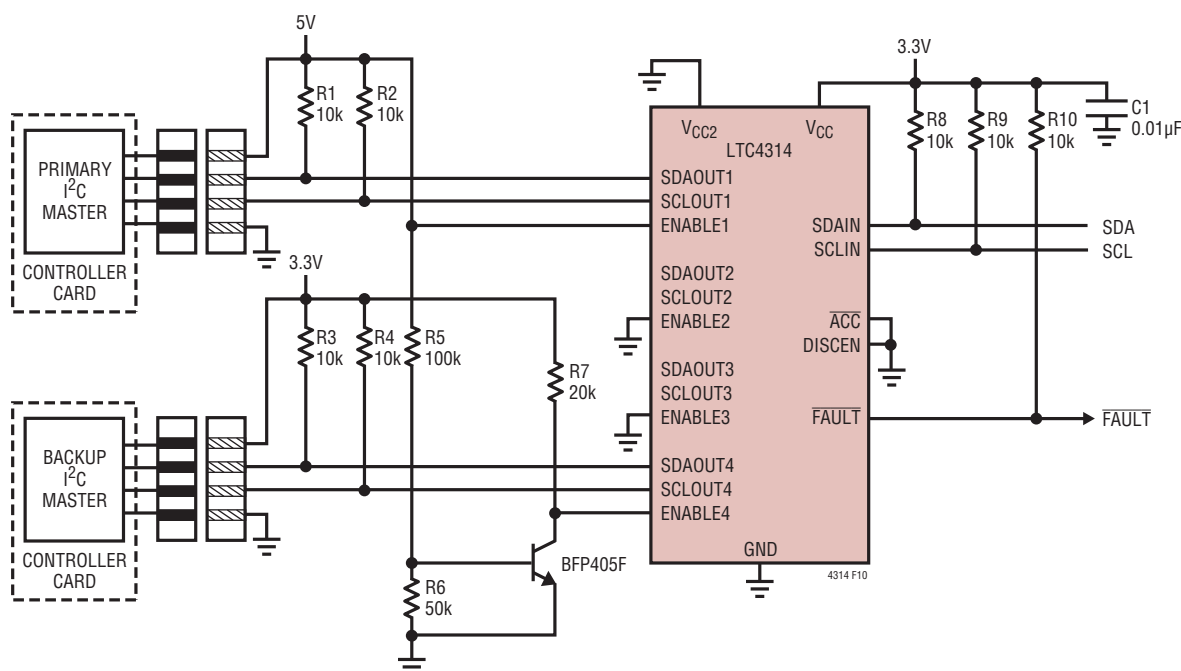 5V
R1
10k
R2
10k
PRIMARY
I²C
MASTER
CONTROLLER
CARD
3.3V
R3
10k
R4
10k
R5
100k
R7
20k
BACKUP
I²C
MASTER
CONTROLLER
CARD
R6
50k
BFP405F
VCC2
VCC
LTC4314
SDAOUT1
SCLOUT1
ENABLE1
SDAOUT2
SCLOUT2
ENABLE2
SDAOUT3
SCLOUT3
ENABLE3
SDAOUT4
SCLOUT4
ENABLE4
SDAIN
SCLIN
ACC
DISCEN
FAULT
GND
4314 F10
3.3V
R8
10k
R9
10k
R10
10k
C1
0.01µF
SDA
SCL
FAULT